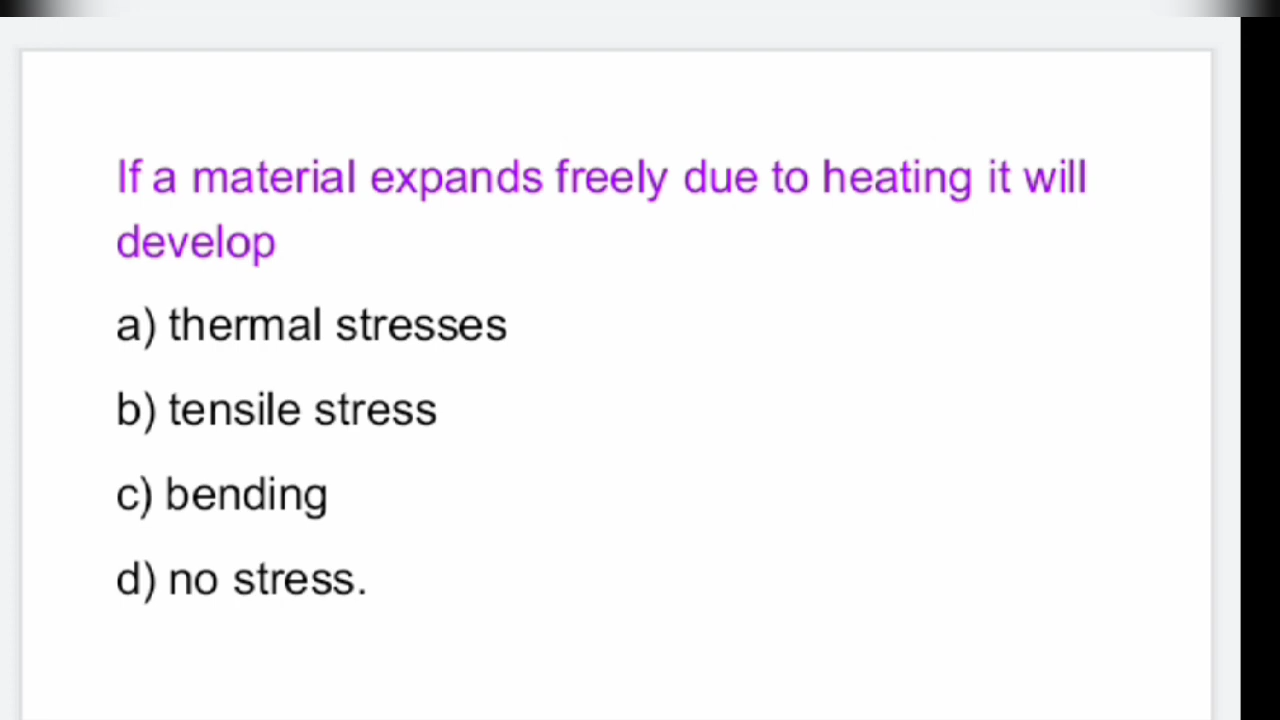 If a material expands freely due to heating it will
develop
a) thermal stresses
b) tensile stress
c) bending
d) no stress.